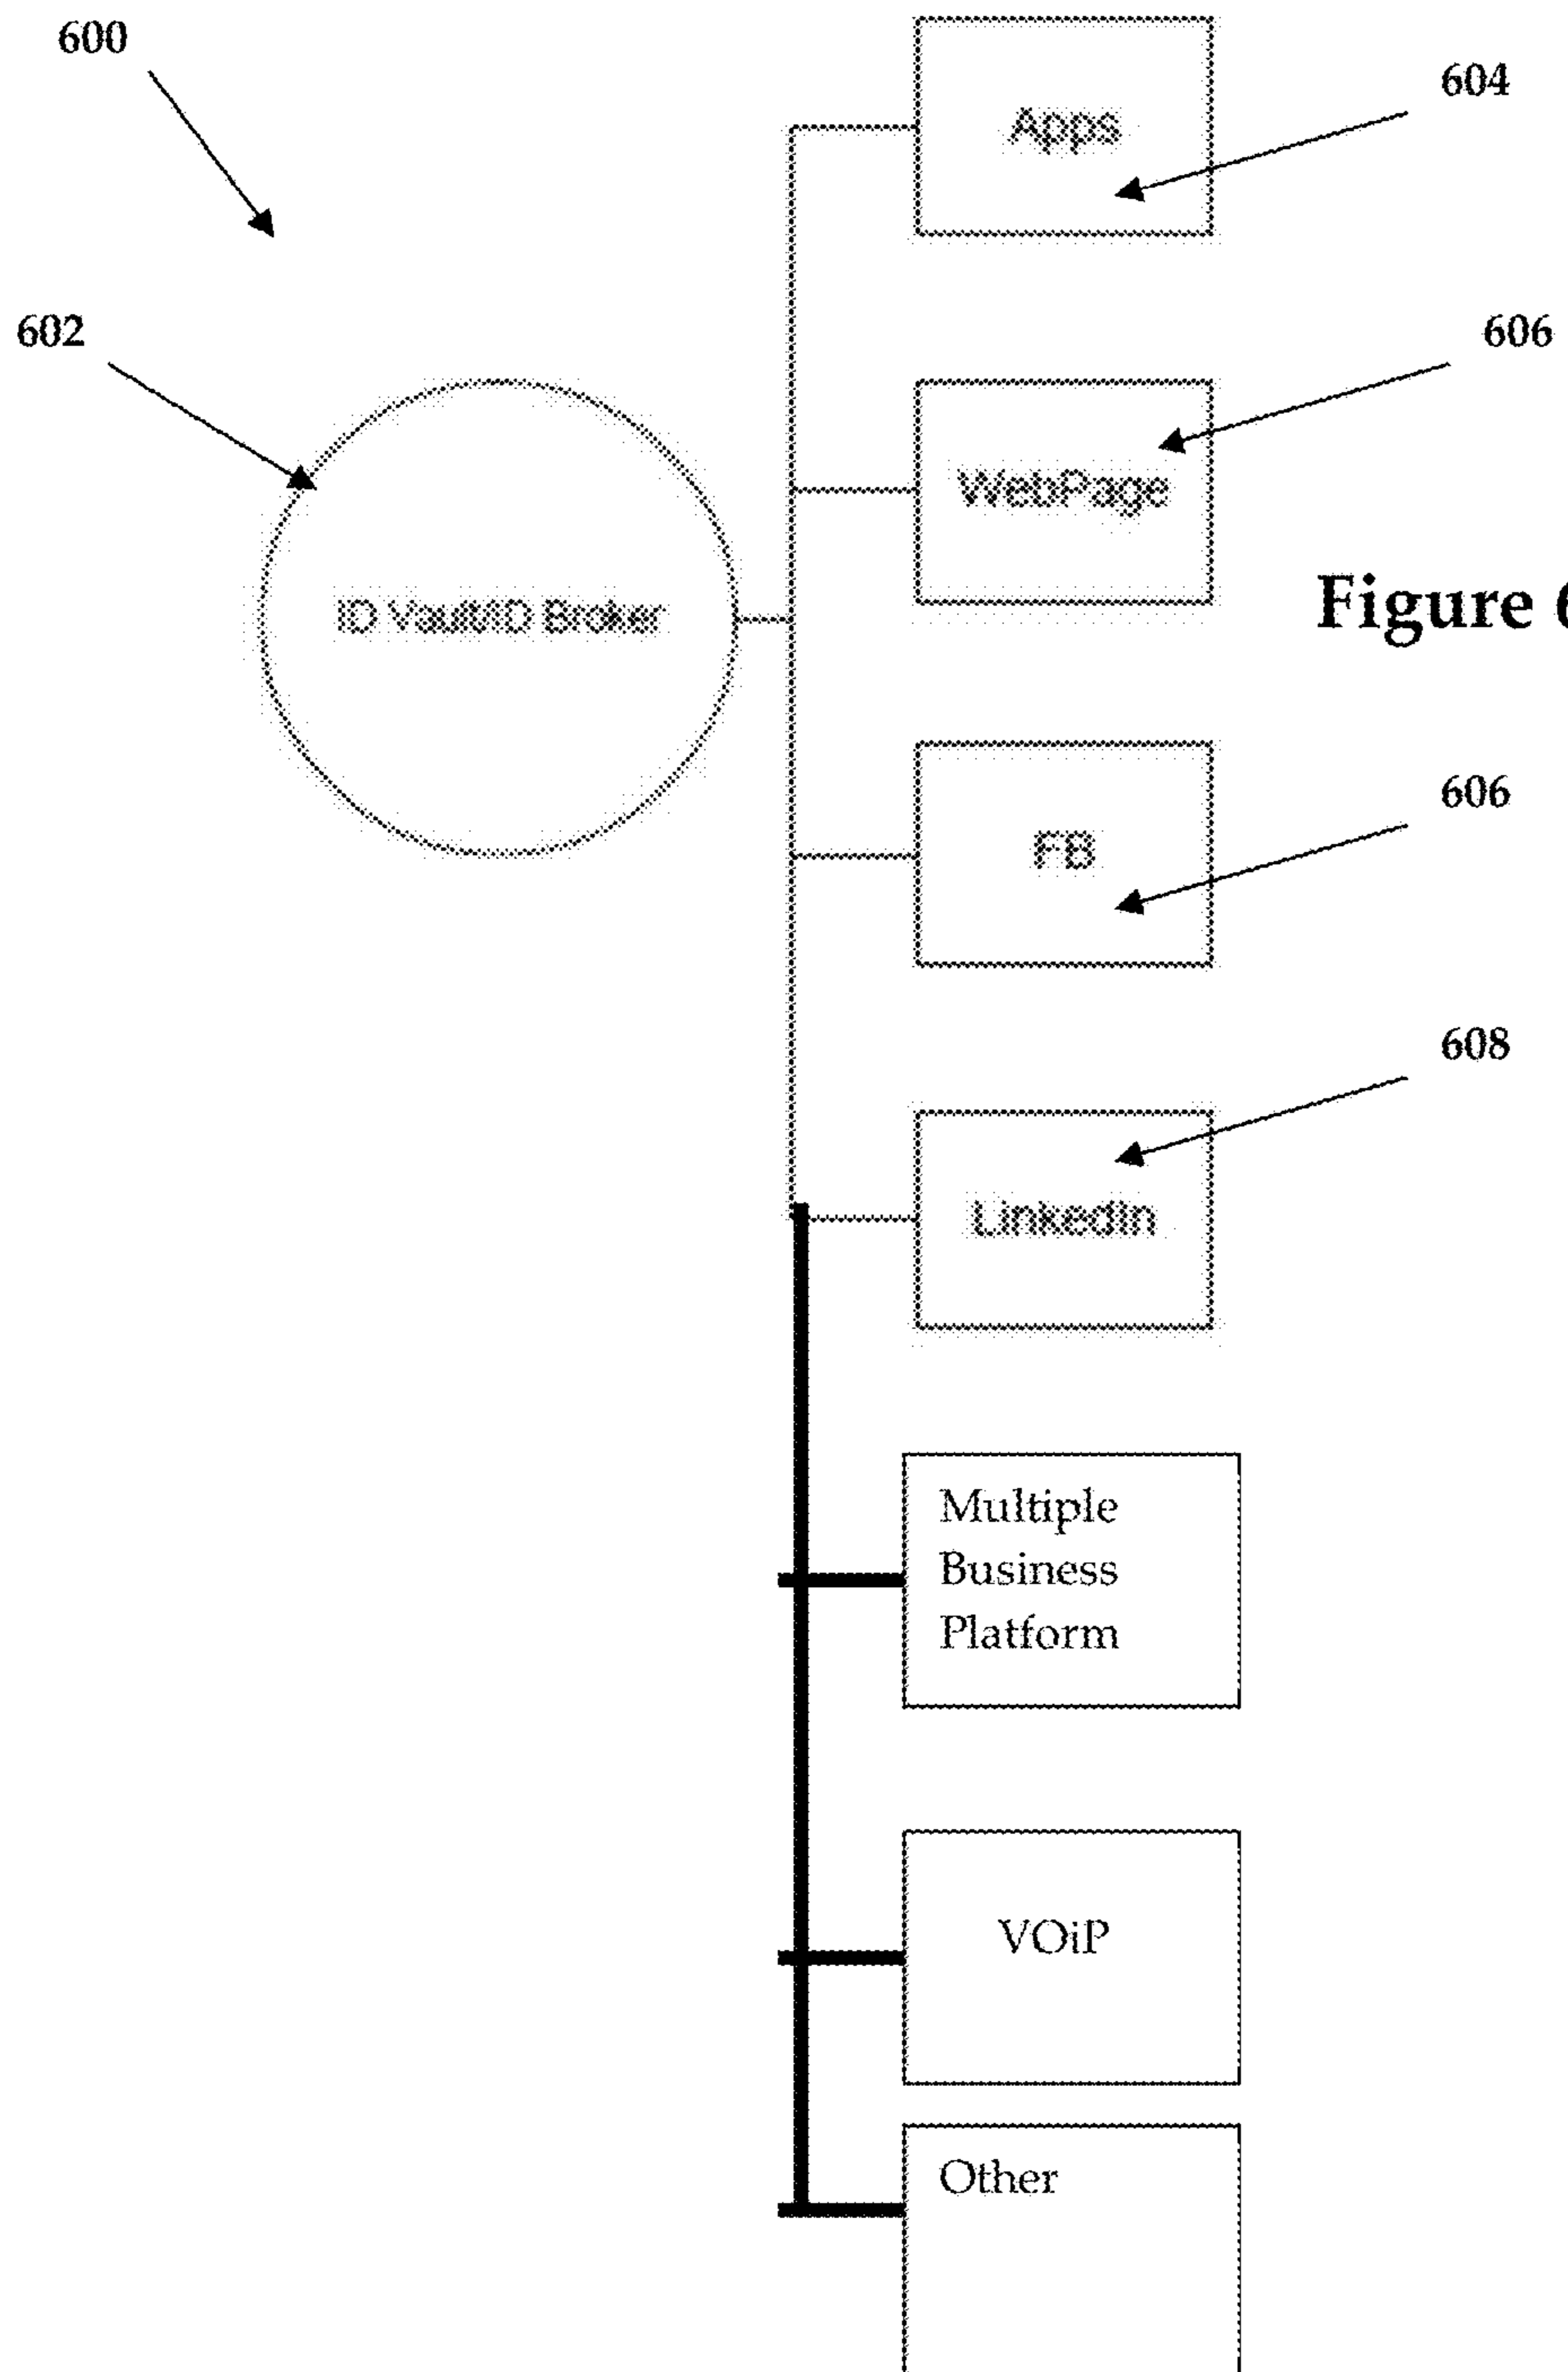 600
Apps
604
602
606
WebPage
Figure 6
ID Vault/ID Broker
606
FB
608
LinkedIn
Multiple
Business
Platform
VOiP
Other